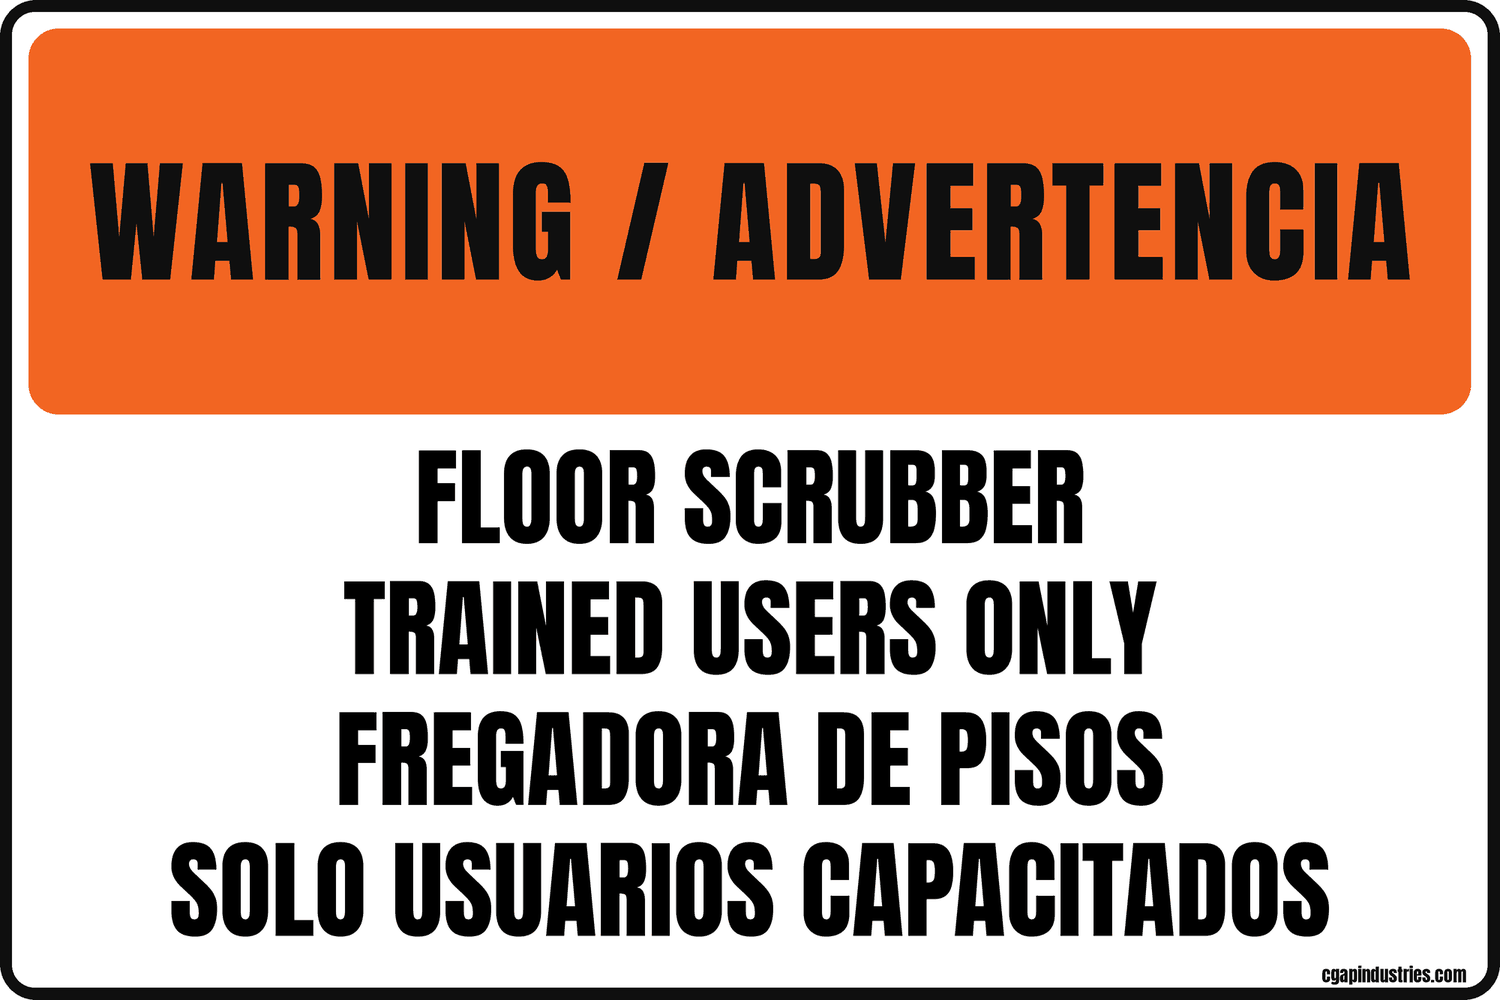 WARNING / ADVERTENCIA
FLOOR SCRUBBER
TRAINED USERS ONLY
FREGADORA DE PISOS
SOLO USUARIOS CAPACITADOS
cgapindustries.com